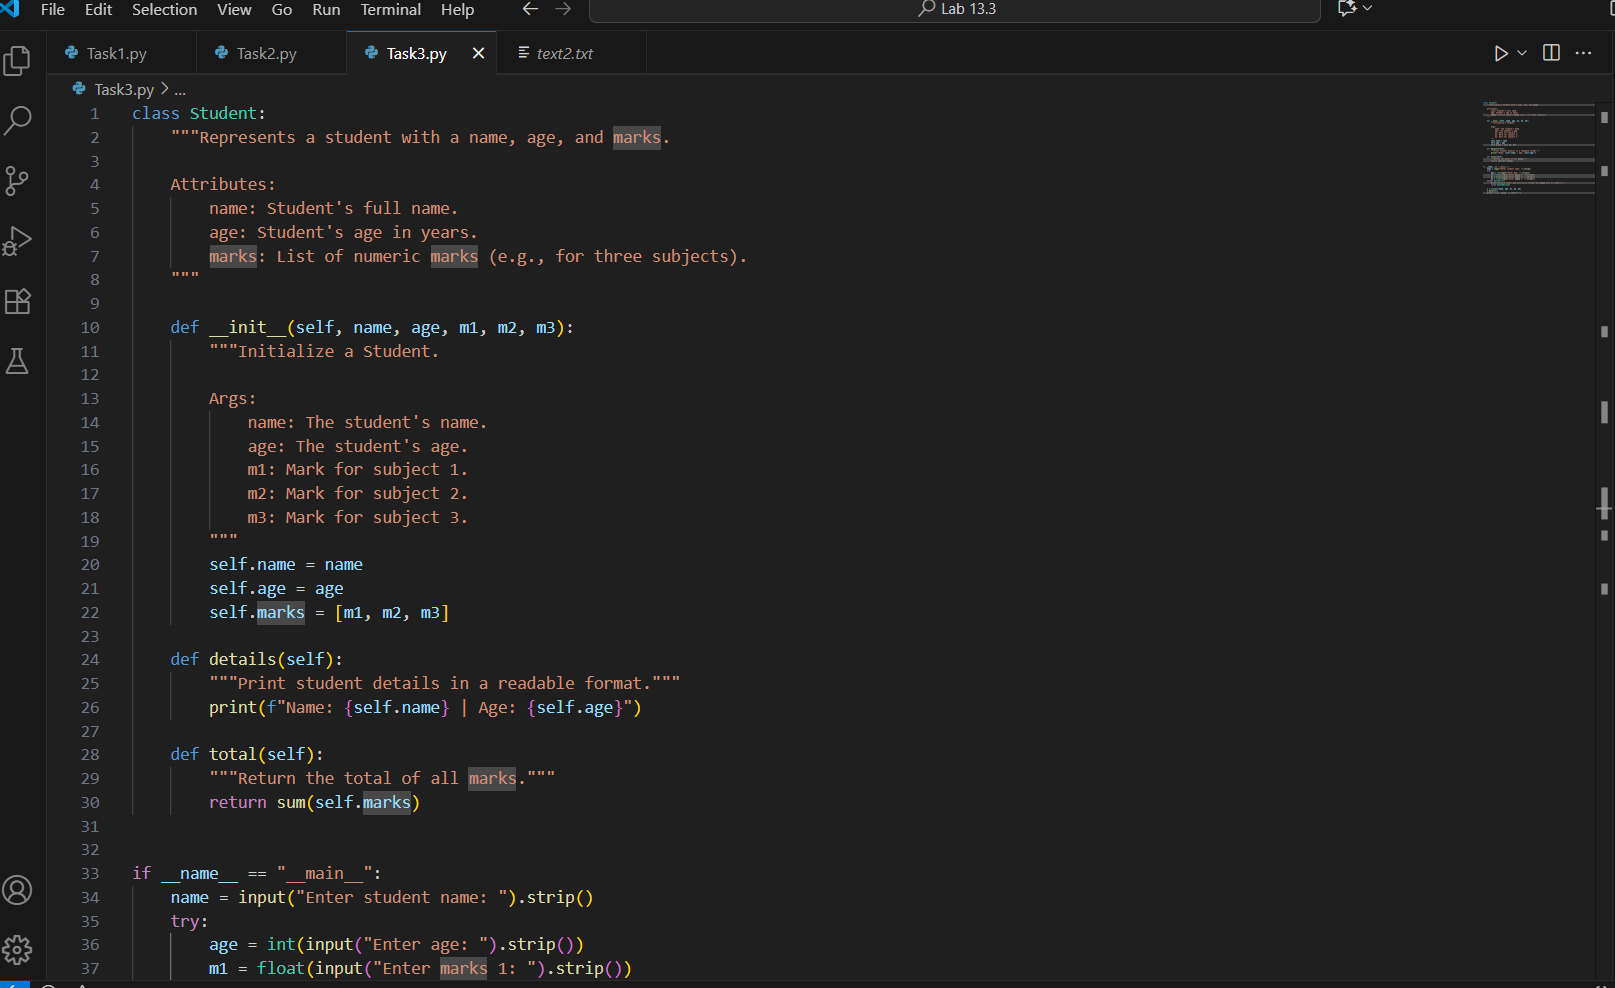 File Edit Selection View Go Run Terminal Help
Lab 13.3
Task1.py
Task2.py
Task3.py
text2.txt
Task3.py > ...
1 class Student:
2     """Represents a student with a name, age, and marks.
3
4     Attributes:
5         name: Student's full name.
6         age: Student's age in years.
7         marks: List of numeric marks (e.g., for three subjects).
8     """
9
10     def __init__(self, name, age, m1, m2, m3):
11         """Initialize a Student.
12
13         Args:
14             name: The student's name.
15             age: The student's age.
16             m1: Mark for subject 1.
17             m2: Mark for subject 2.
18             m3: Mark for subject 3.
19         """
20         self.name = name
21         self.age = age
22         self.marks = [m1, m2, m3]
23
24     def details(self):
25         """Print student details in a readable format."""
26         print(f"Name: {self.name} | Age: {self.age}")
27
28     def total(self):
29         """Return the total of all marks."""
30         return sum(self.marks)
31
32
33 if __name__ == "__main__":
34     name = input("Enter student name: ").strip()
35     try:
36         age = int(input("Enter age: ").strip())
37         m1 = float(input("Enter marks 1: ").strip())